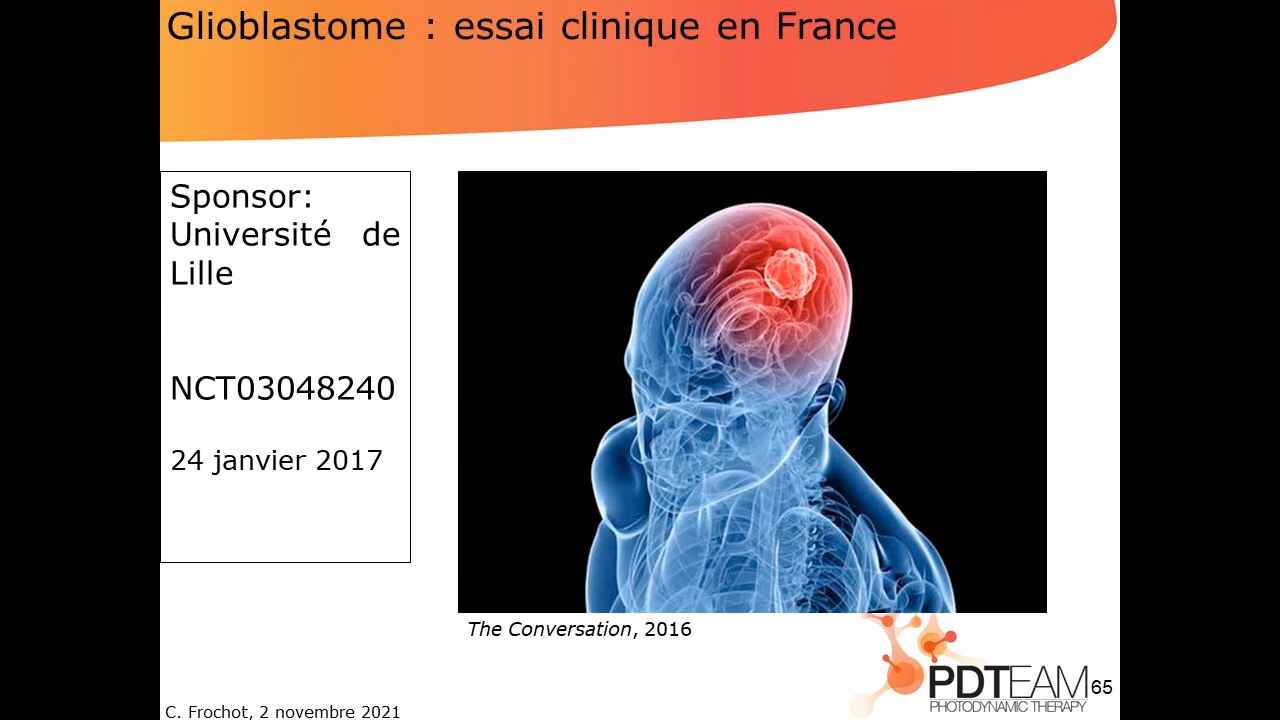 Glioblastome : essai clinique en France
Sponsor:
Université de
Lille
NCT03048240
24 janvier 2017
The Conversation, 2016
PDTEAM
PHOTODYNAMIC THERAPY
65
C. Frochot, 2 novembre 2021